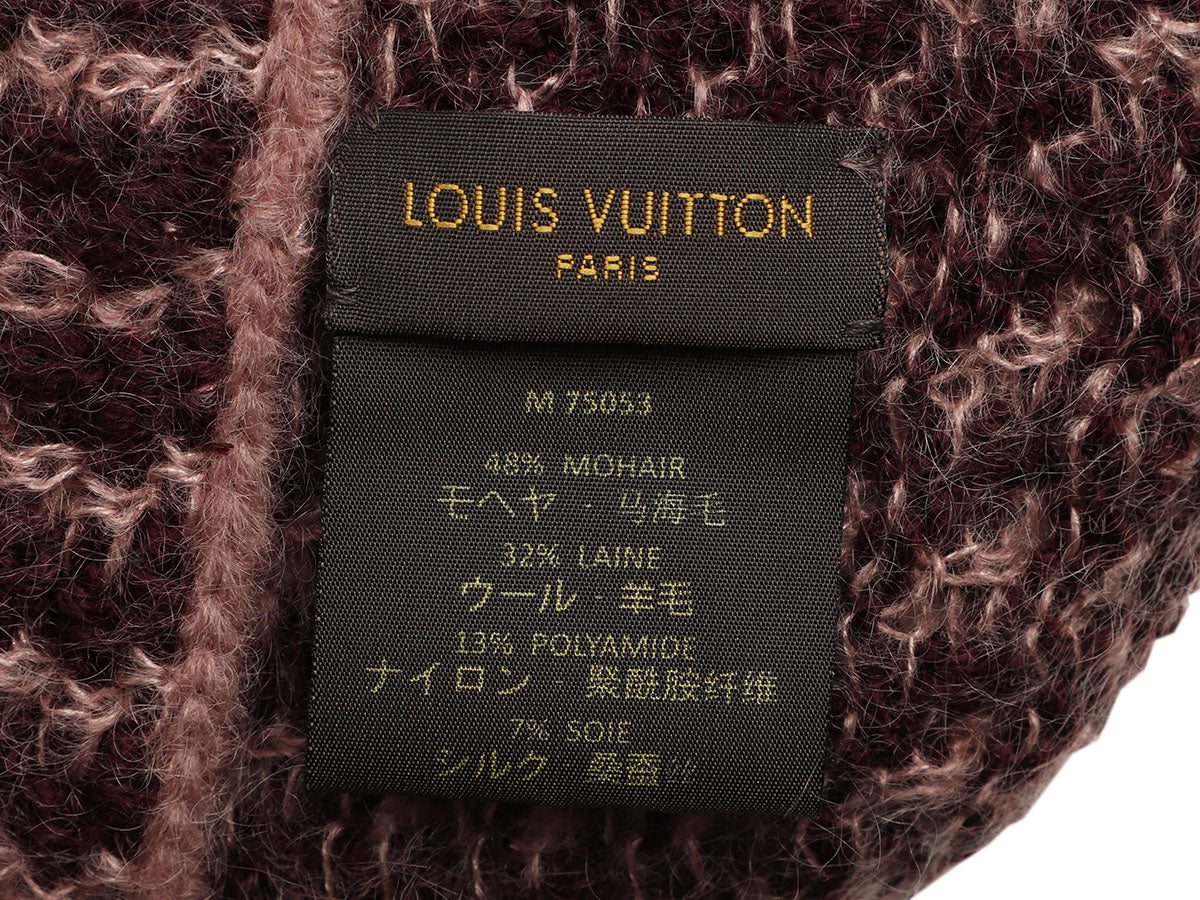 LOUIS VUITTON
PARIS
M 75053
48% MOHAIR
モヘヤ - 马海毛
32% LAINE
ウール - 羊毛
13% POLYAMIDE
ナイロン - 聚酰胺纤维
7% SOIE
シルク - 桑蚕丝